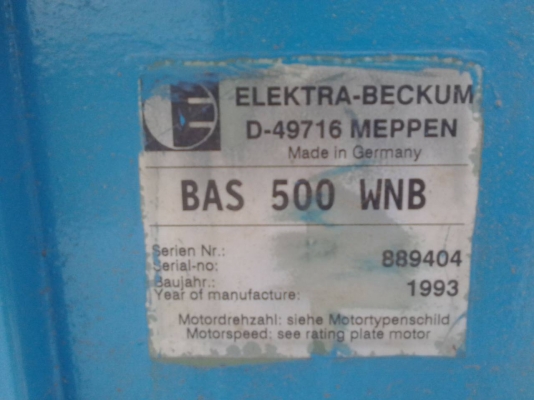 E ELEKTRA-BECKUM
D-49716 MEPPEN
Made in Germany
BAS 500 WNB
Serien Nr.:
Serial-no: 889404
Baujahr.:
Year of manufacture: 1993
Motordrehzahl: siehe Motortypenschild
Motorspeed: see rating plate motor